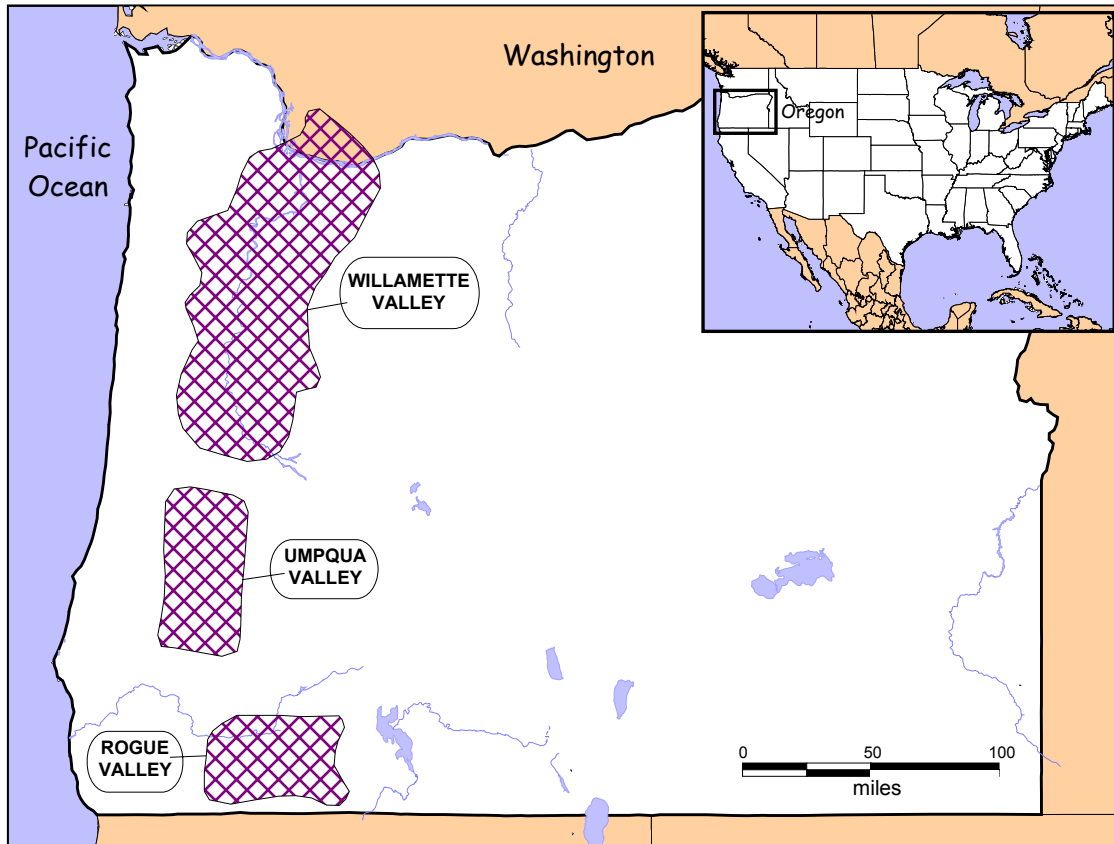 Washington
Oregon
Pacific
Ocean
WILLAMETTE
VALLEY
UMPQUA
VALLEY
ROGUE
VALLEY
0 50 100
miles